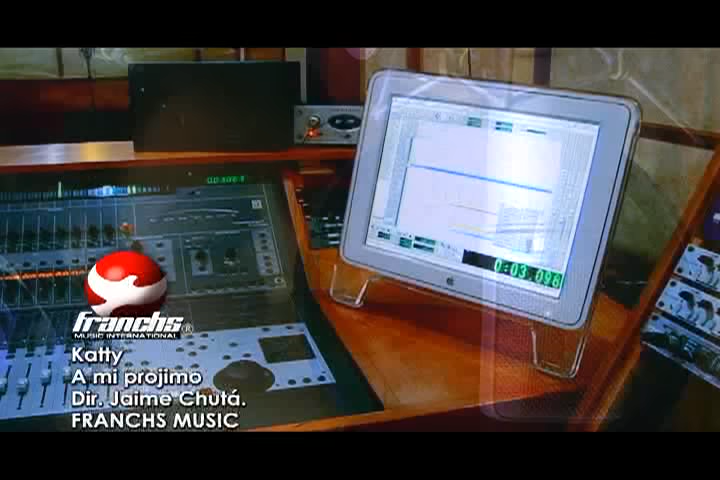 0:03.098
franchs®
MUSIC INTERNATIONAL
Katty
A mi projimo
Dir. Jaime Chutá.
FRANCHS MUSIC